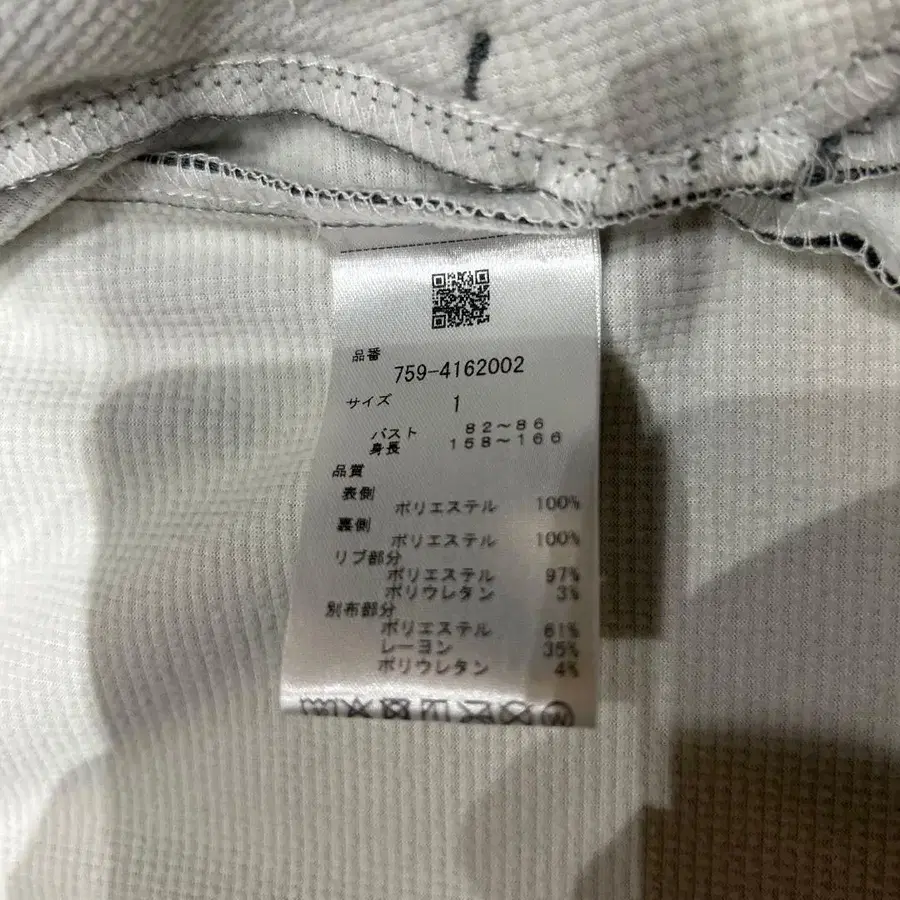 品番
759-4162002
サイズ 1
バスト 82～86
身長 158～166
品質
表側
ポリエステル 100%
裏側
ポリエステル 100%
リブ部分
ポリエステル 97%
ポリウレタン 3%
別布部分
ポリエステル 61%
レーヨン 35%
ポリウレタン 4%
W